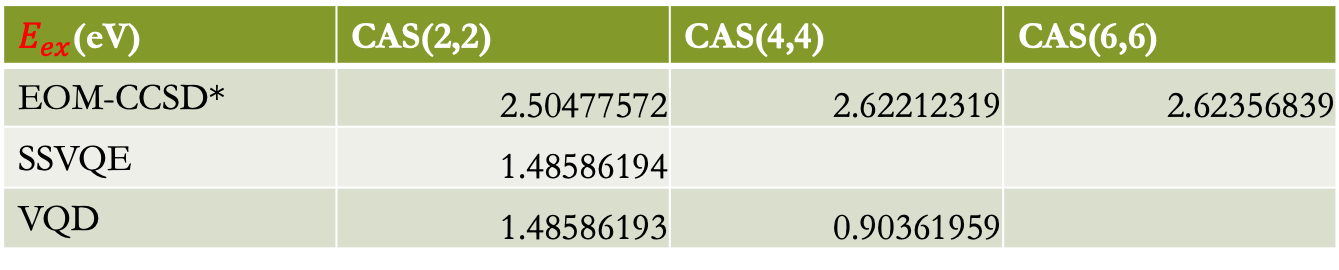 E_ex(eV) CAS(2,2) CAS(4,4) CAS(6,6)
EOM-CCSD* 2.50477572 2.62212319 2.62356839
SSVQE 1.48586194
VQD 1.48586193 0.90361959